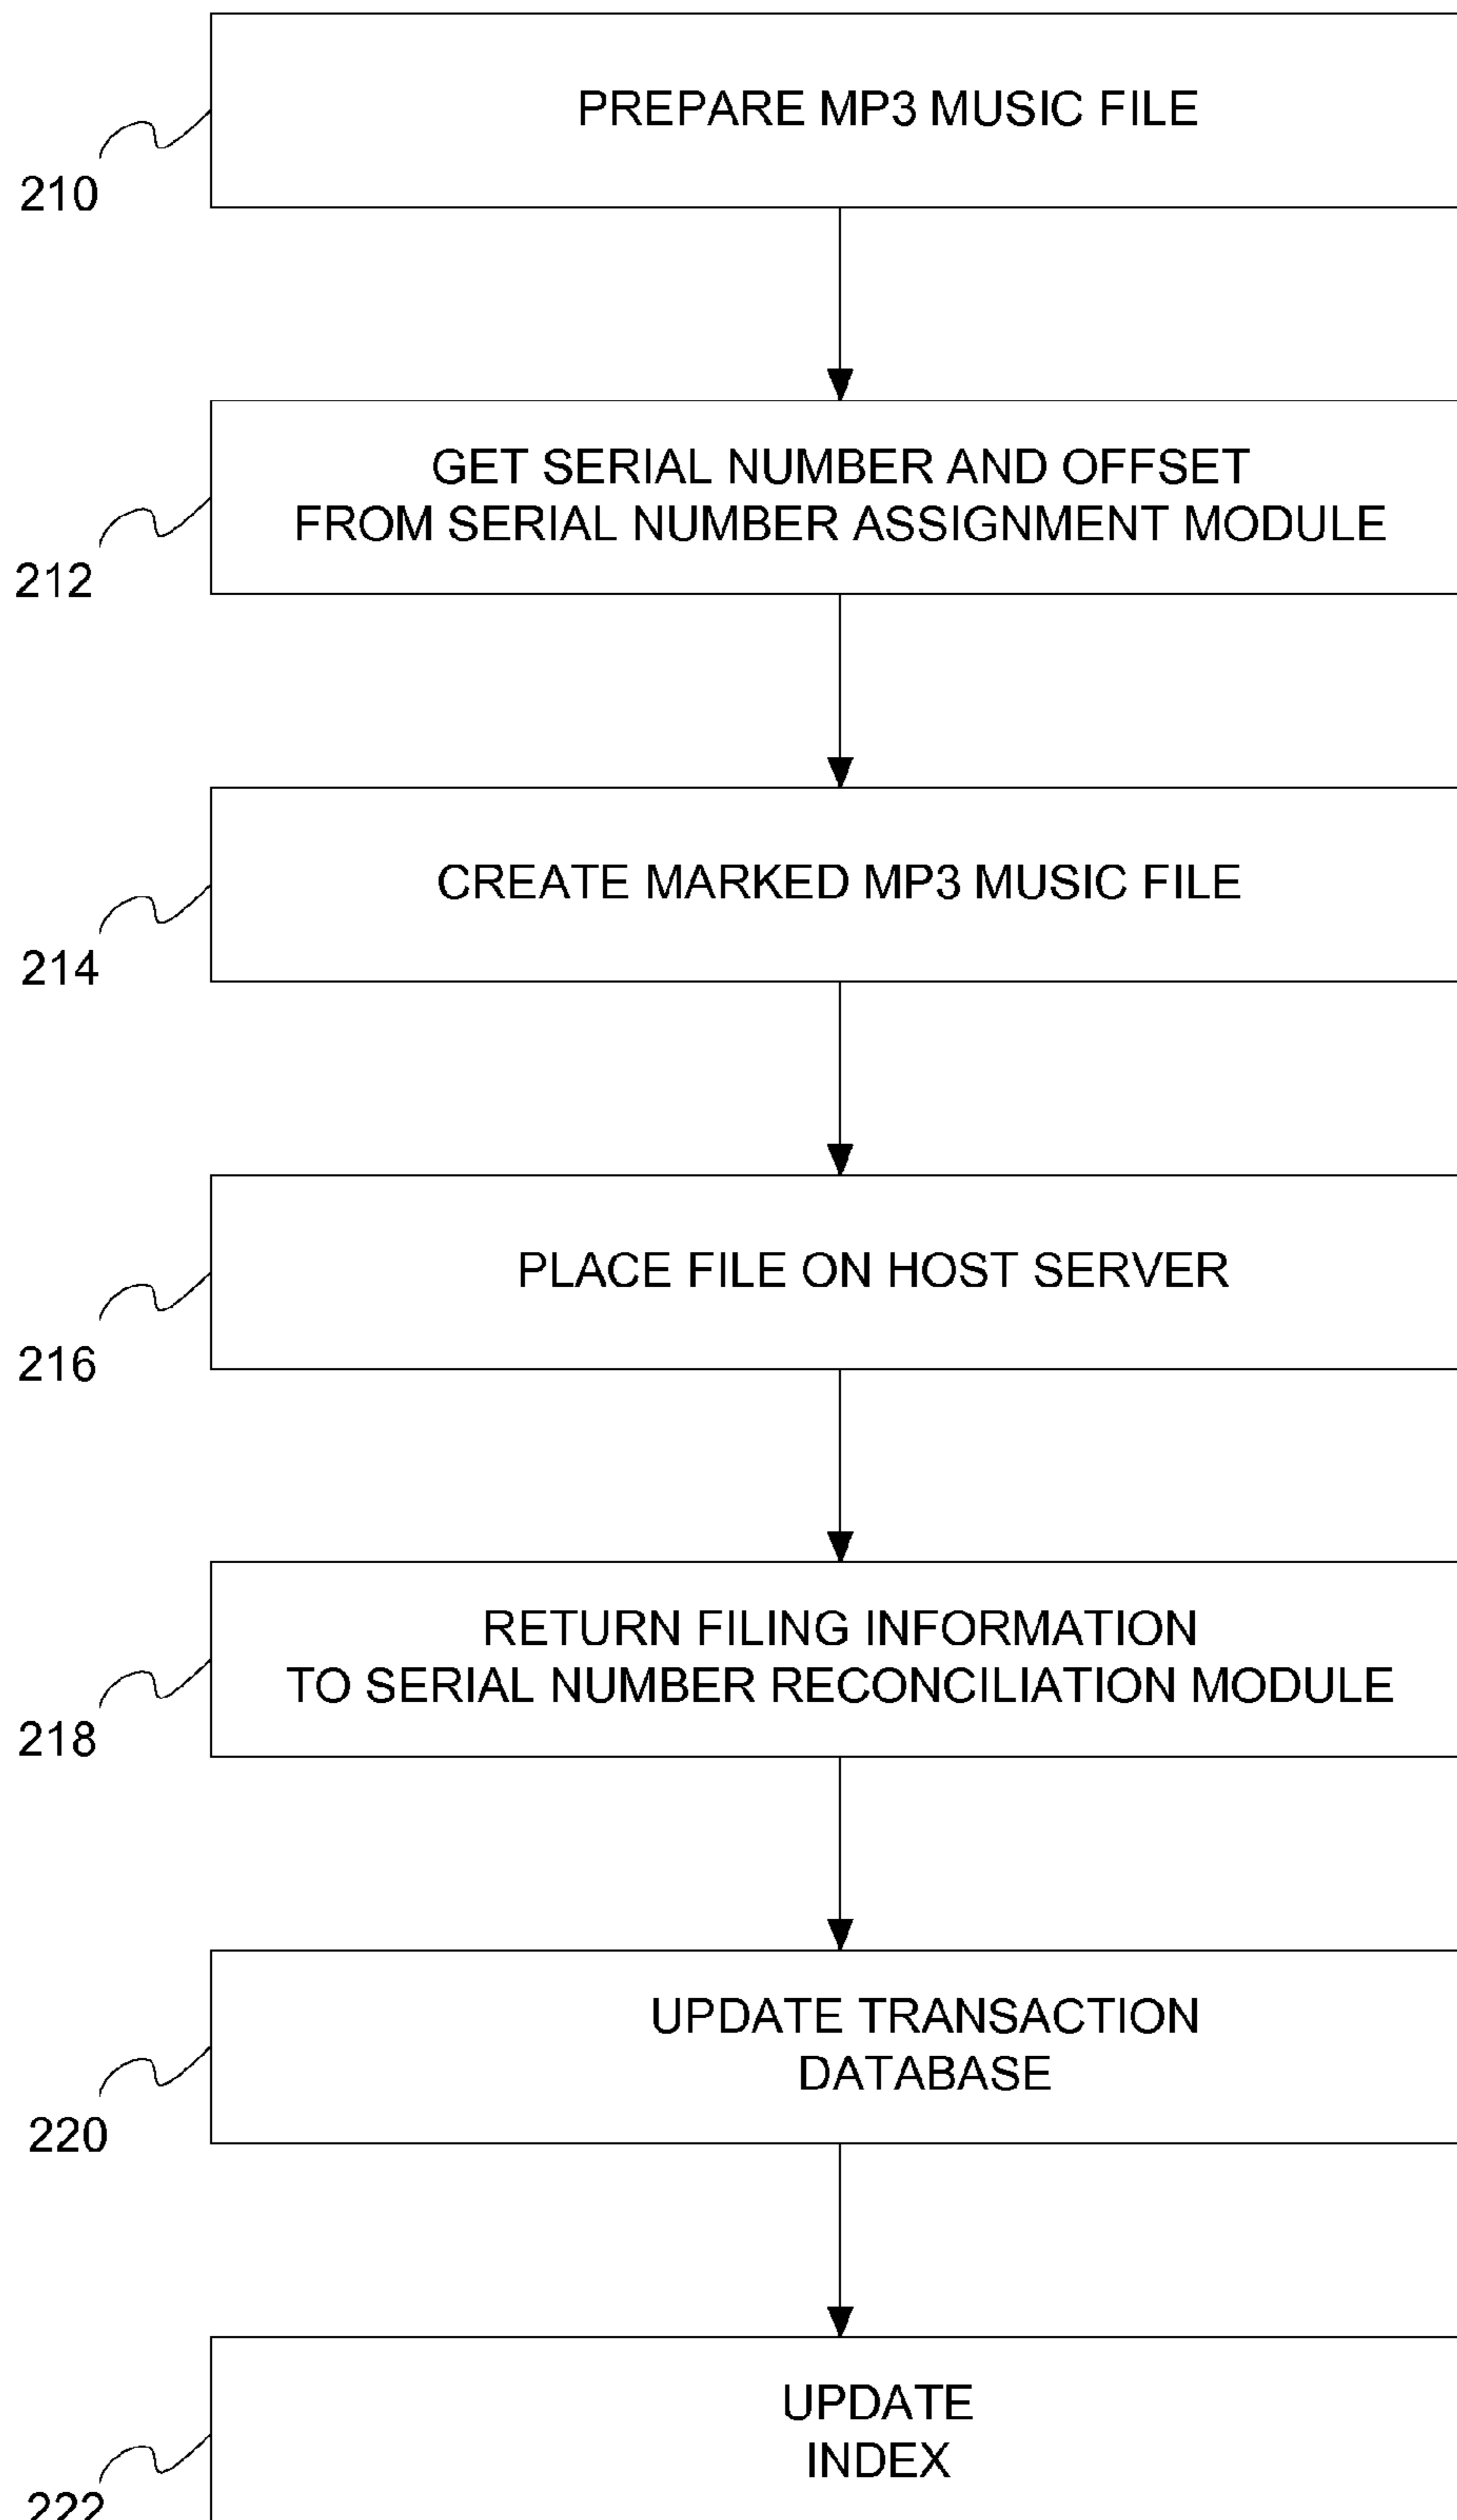 PREPARE MP3 MUSIC FILE
210
GET SERIAL NUMBER AND OFFSET
FROM SERIAL NUMBER ASSIGNMENT MODULE
212
CREATE MARKED MP3 MUSIC FILE
214
PLACE FILE ON HOST SERVER
216
RETURN FILING INFORMATION
TO SERIAL NUMBER RECONCILIATION MODULE
218
UPDATE TRANSACTION
DATABASE
220
UPDATE
INDEX
222